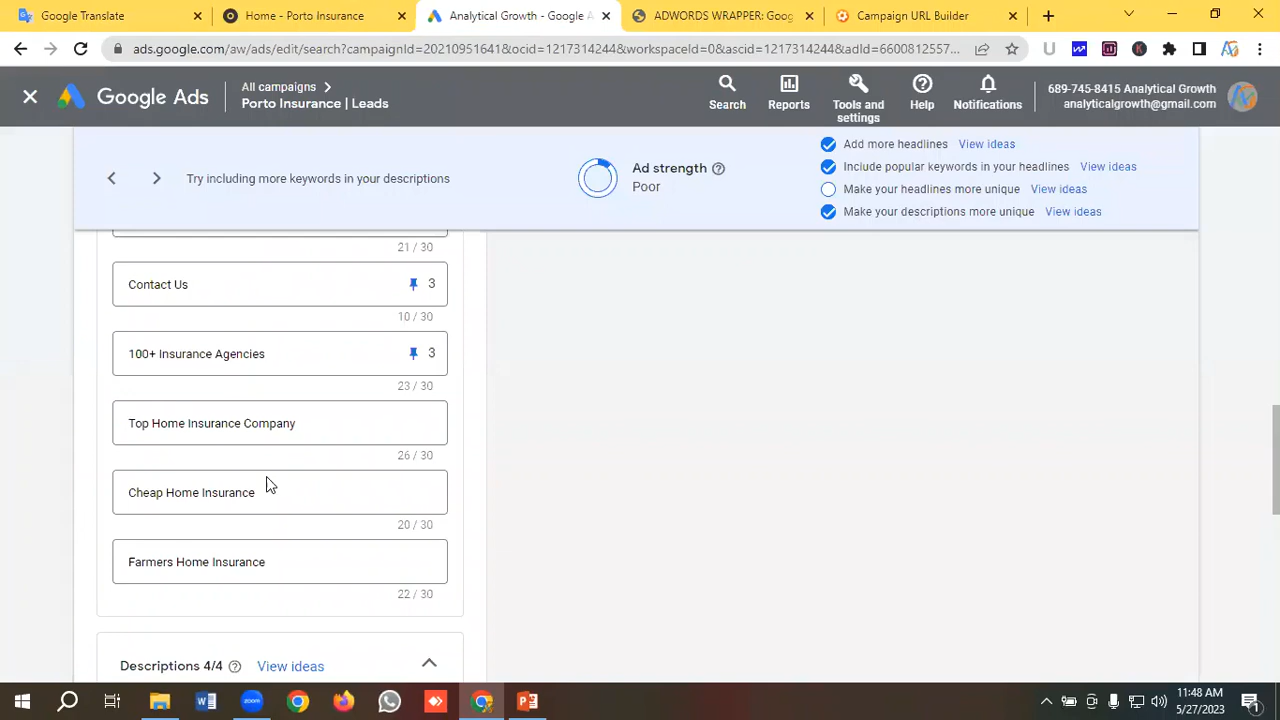 Google Translate
Home - Porto Insurance
Analytical Growth - Google A
ADWORDS WRAPPER: Goog
Campaign URL Builder
ads.google.com/aw/ads/edit/search?campaignId=20210951641&ocid=1217314244&workspaceId=0&ascid=1217314244&adId=6600812557...
Google Ads
All campaigns
Porto Insurance | Leads
Search
Reports
Tools and settings
Help
Notifications
689-745-8415 Analytical Growth
analyticalgrowth@gmail.com
Try including more keywords in your descriptions
Ad strength
Poor
Add more headlines View ideas
Include popular keywords in your headlines View ideas
Make your headlines more unique View ideas
Make your descriptions more unique View ideas
21 / 30
Contact Us 3
10 / 30
100+ Insurance Agencies 3
23 / 30
Top Home Insurance Company
26 / 30
Cheap Home Insurance
20 / 30
Farmers Home Insurance
22 / 30
Descriptions 4/4 View ideas
11:48 AM
5/27/2023